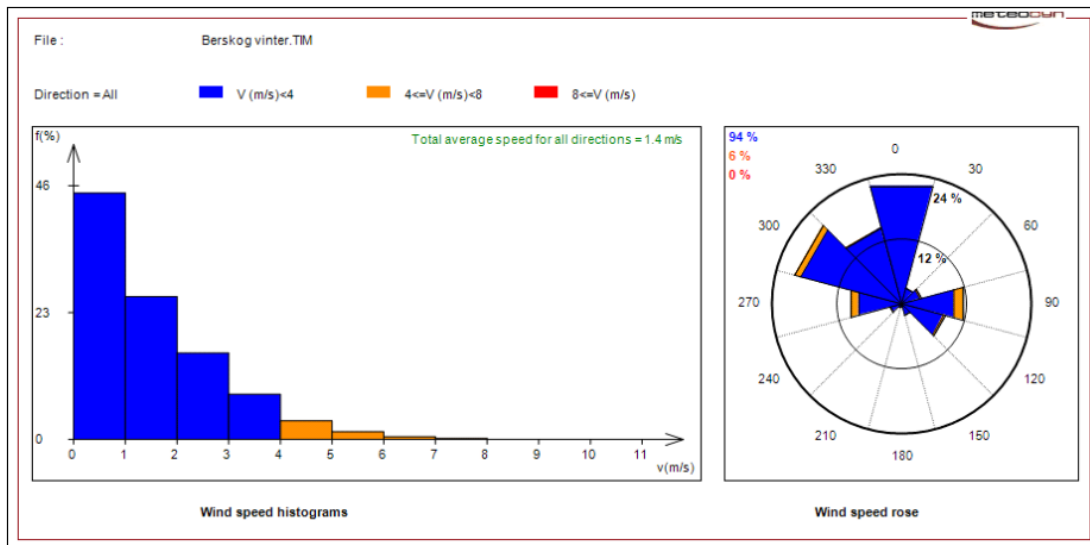 meteodyn
File : Berskog vinter.TIM
Direction = All V (m/s)<4 4<=V (m/s)<8 8<=V (m/s)
f(%)
Total average speed for all directions = 1.4 m/s
46
23
0
0 1 2 3 4 5 6 7 8 9 10 11
v(m/s)
Wind speed histograms
94 %
6 %
0 %
0
330 30
24 %
300 60
12 %
270 90
240 120
210 150
180
Wind speed rose